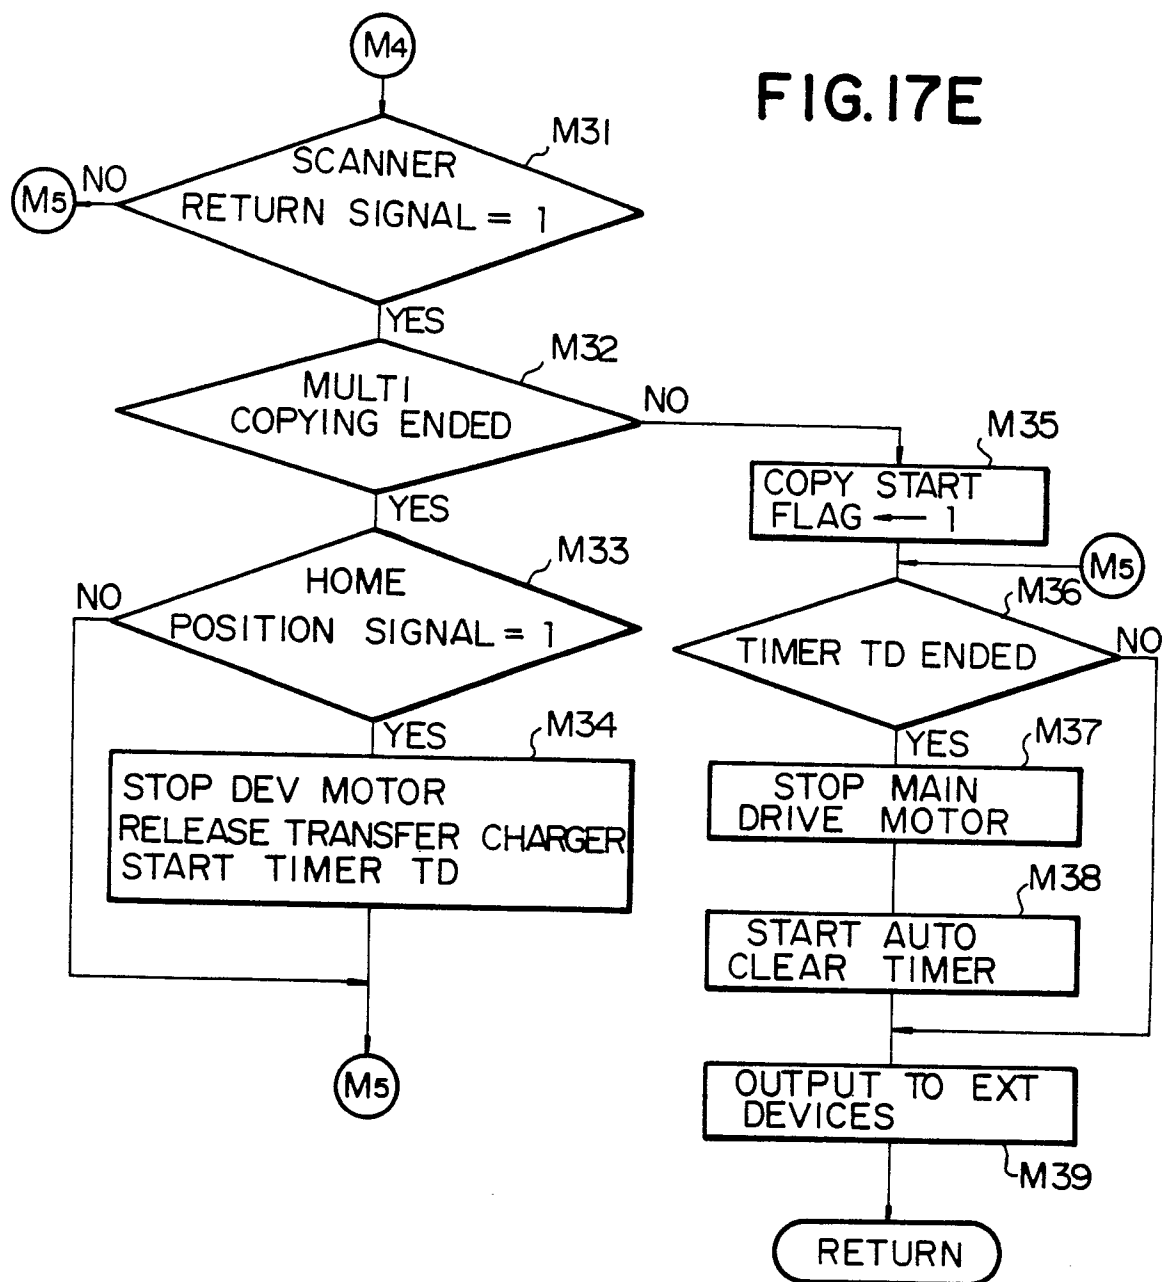 M4
FIG.17E
M31
SCANNER
RETURN SIGNAL = 1
NO
M5
YES
M32
MULTI
COPYING ENDED
NO
YES
M35
COPY START
FLAG ← 1
M33
HOME
POSITION SIGNAL = 1
NO
M5
M36
TIMER TD ENDED
NO
YES
M34
STOP DEV MOTOR
RELEASE TRANSFER CHARGER
START TIMER TD
YES
M37
STOP MAIN
DRIVE MOTOR
M38
START AUTO
CLEAR TIMER
M5
OUTPUT TO EXT
DEVICES
M39
RETURN